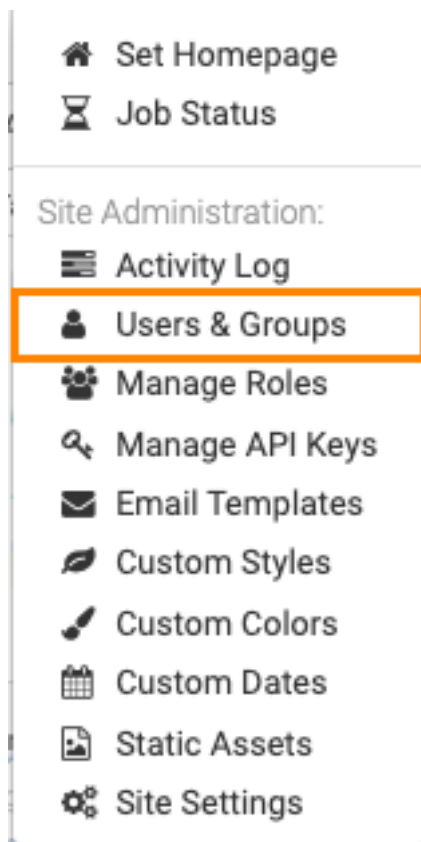 Set Homepage
Job Status
Site Administration:
Activity Log
Users & Groups
Manage Roles
Manage API Keys
Email Templates
Custom Styles
Custom Colors
Custom Dates
Static Assets
Site Settings